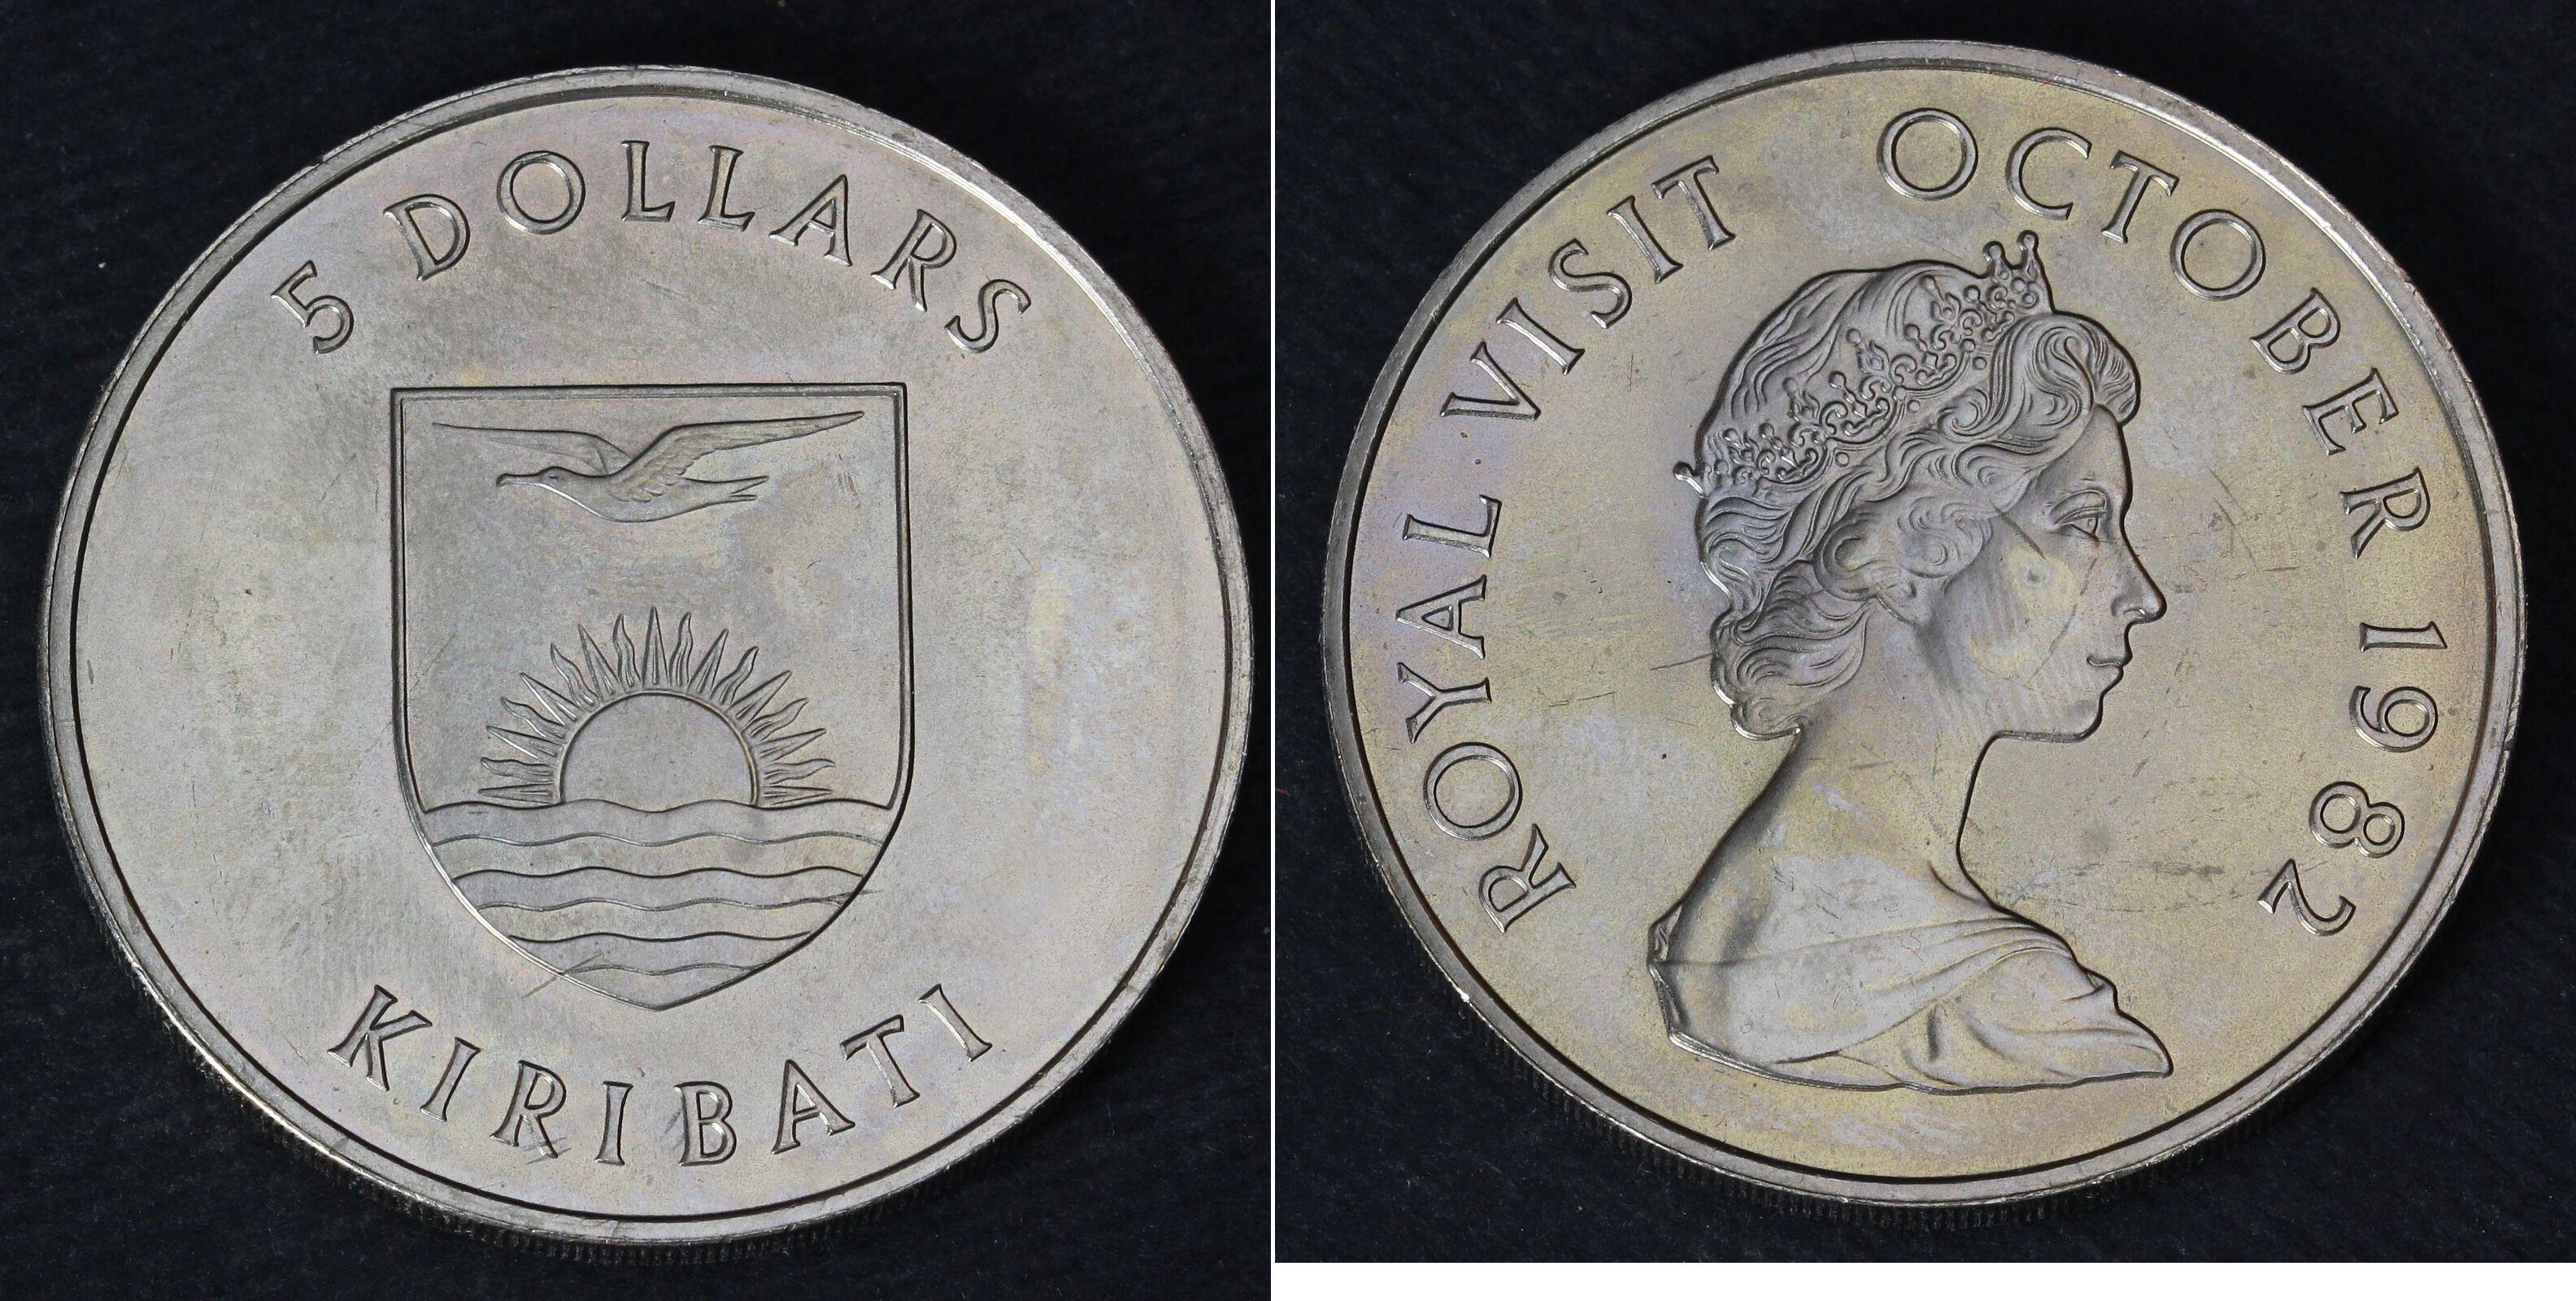 5 DOLLARS
KIRIBATI
ROYAL VISIT OCTOBER 1982